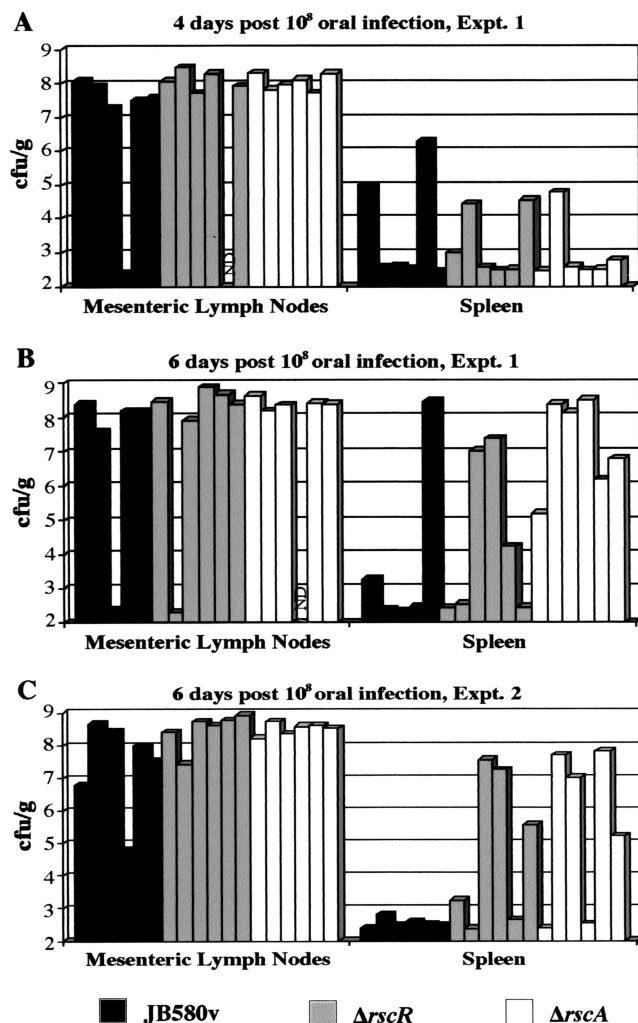 A
4 days post 10⁸ oral infection, Expt. 1
cfu/g
9
8
7
6
5
4
3
2
ND
Mesenteric Lymph Nodes Spleen
B
6 days post 10⁸ oral infection, Expt. 1
cfu/g
9
8
7
6
5
4
3
2
ND
Mesenteric Lymph Nodes Spleen
C
6 days post 10⁸ oral infection, Expt. 2
cfu/g
9
8
7
6
5
4
3
2
Mesenteric Lymph Nodes Spleen
JB580v ΔrscR ΔrscA